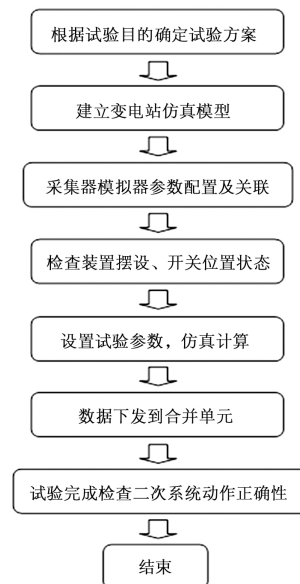 根据试验目的确定试验方案
建立变电站仿真模型
采集器模拟器参数配置及关联
检查装置摆设、开关位置状态
设置试验参数，仿真计算
数据下发到合并单元
试验完成检查二次系统动作正确性
结束